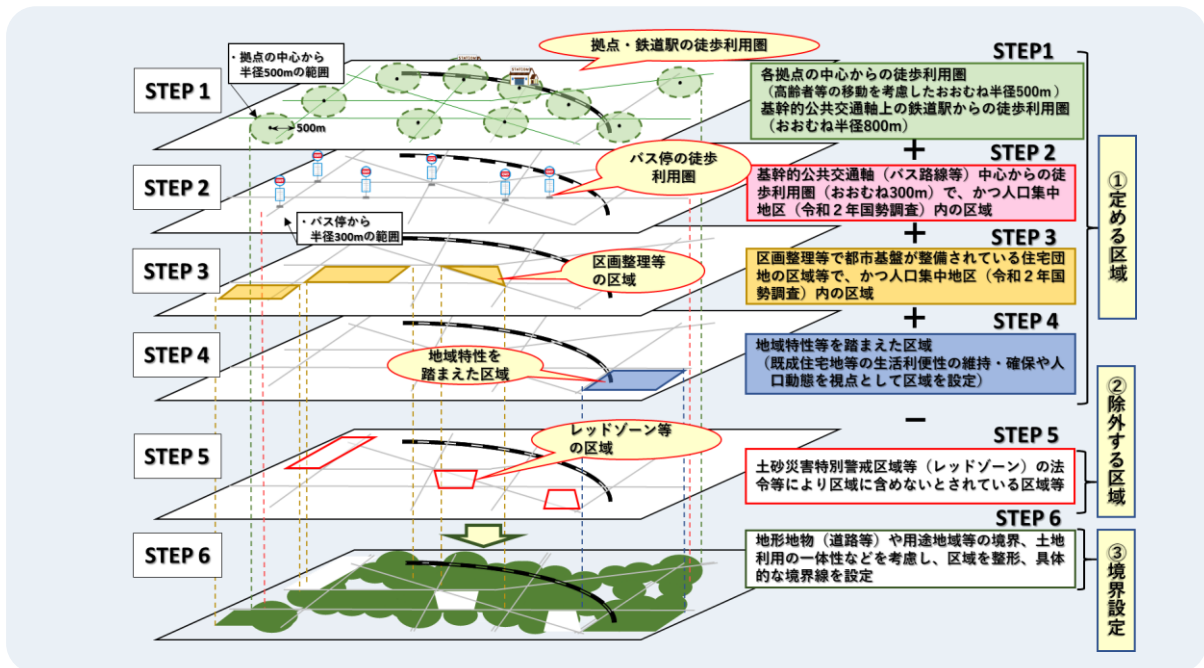 拠点・鉄道駅の徒歩利用圏
・拠点の中心から
半径500mの範囲
STEP 1
500m
STEP1
各拠点の中心からの徒歩利用圏
（高齢者等の移動を考慮したおおむね半径500m）
基幹的公共交通軸上の鉄道駅からの徒歩利用圏
（おおむね半径800m）
+
STEP 2
バス停の徒歩
利用圏
・バス停から
半径300mの範囲
STEP 2
基幹的公共交通軸（バス路線等）中心からの徒
歩利用圏（おおむね300m）で、かつ人口集中
地区（令和２年国勢調査）内の区域
+
STEP 3
区画整理等
の区域
STEP 3
区画整理等で都市基盤が整備されている住宅団
地の区域等で、かつ人口集中地区（令和２年国
勢調査）内の区域
+
STEP 4
地域特性を
踏まえた区域
STEP 4
地域特性等を踏まえた区域
（既成住宅地等の生活利便性の維持・確保や人
口動態を視点として区域を設定）
①定める区域
−
STEP 5
レッドゾーン等
の区域
STEP 5
土砂災害特別警戒区域等（レッドゾーン）の法
令等により区域に含めないとされている区域等
②除外する区域
STEP 6
STEP 6
地形地物（道路等）や用途地域等の境界、土地
利用の一体性などを考慮し、区域を整形、具体
的な境界線を設定
③境界設定